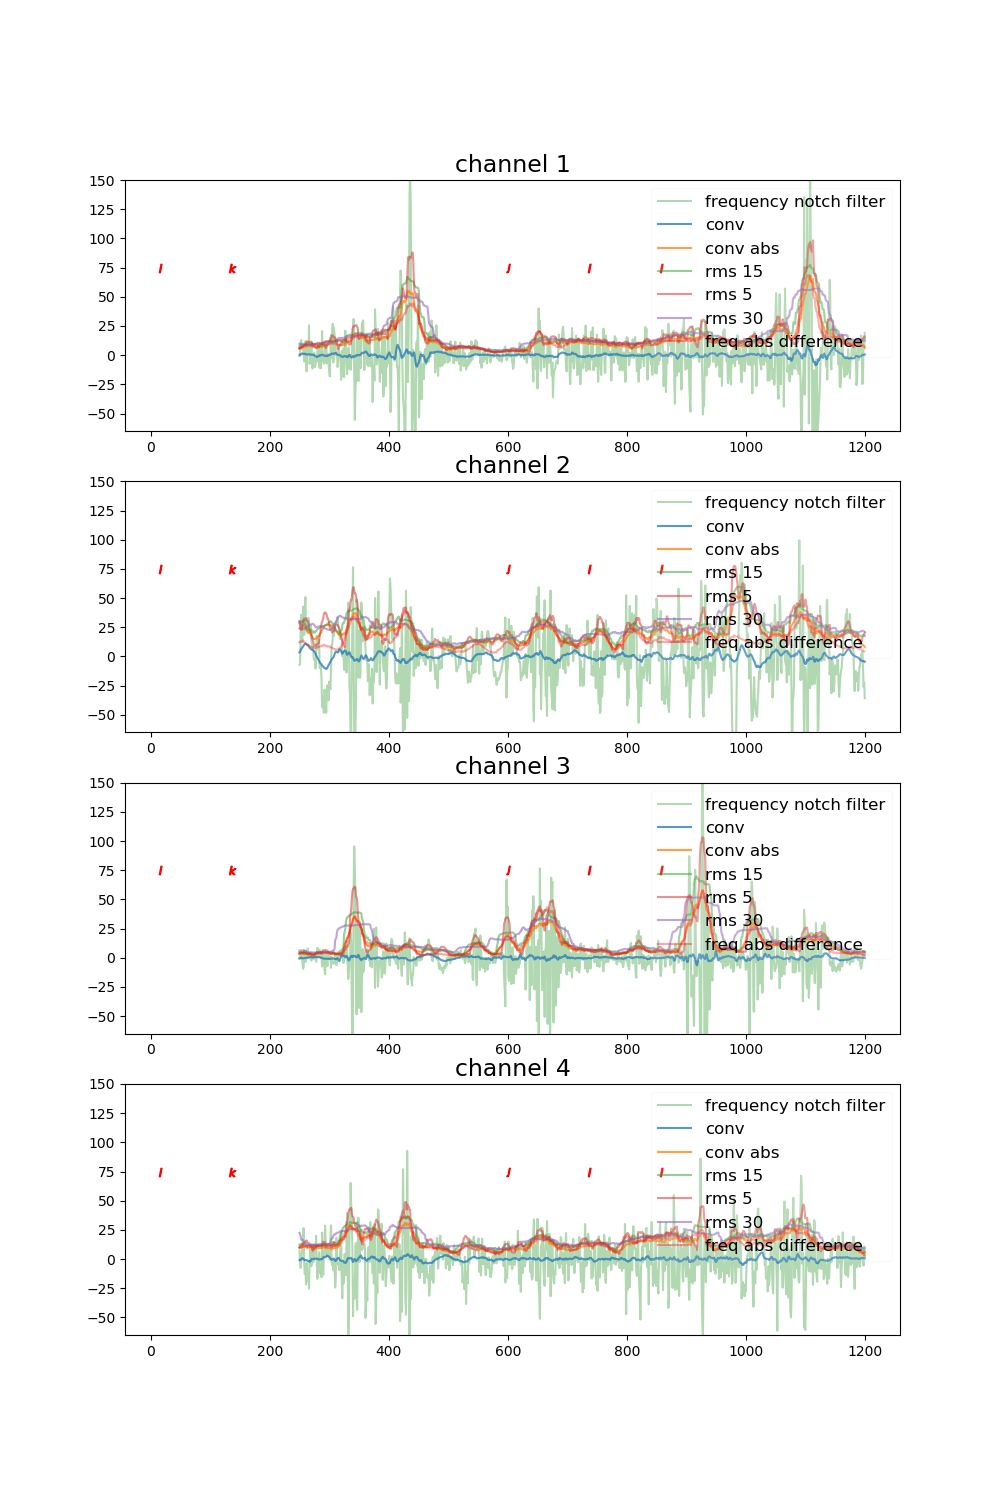 channel 1
150
125
100
75
50
25
0
−25
−50
l k J l l
frequency notch filter
conv
conv abs
rms 15
rms 5
rms 30
freq abs difference
0 200 400 600 800 1000 1200
channel 2
150
125
100
75
50
25
0
−25
−50
l k J l l
frequency notch filter
conv
conv abs
rms 15
rms 5
rms 30
freq abs difference
0 200 400 600 800 1000 1200
channel 3
150
125
100
75
50
25
0
−25
−50
l k J l l
frequency notch filter
conv
conv abs
rms 15
rms 5
rms 30
freq abs difference
0 200 400 600 800 1000 1200
channel 4
150
125
100
75
50
25
0
−25
−50
l k J l l
frequency notch filter
conv
conv abs
rms 15
rms 5
rms 30
freq abs difference
0 200 400 600 800 1000 1200